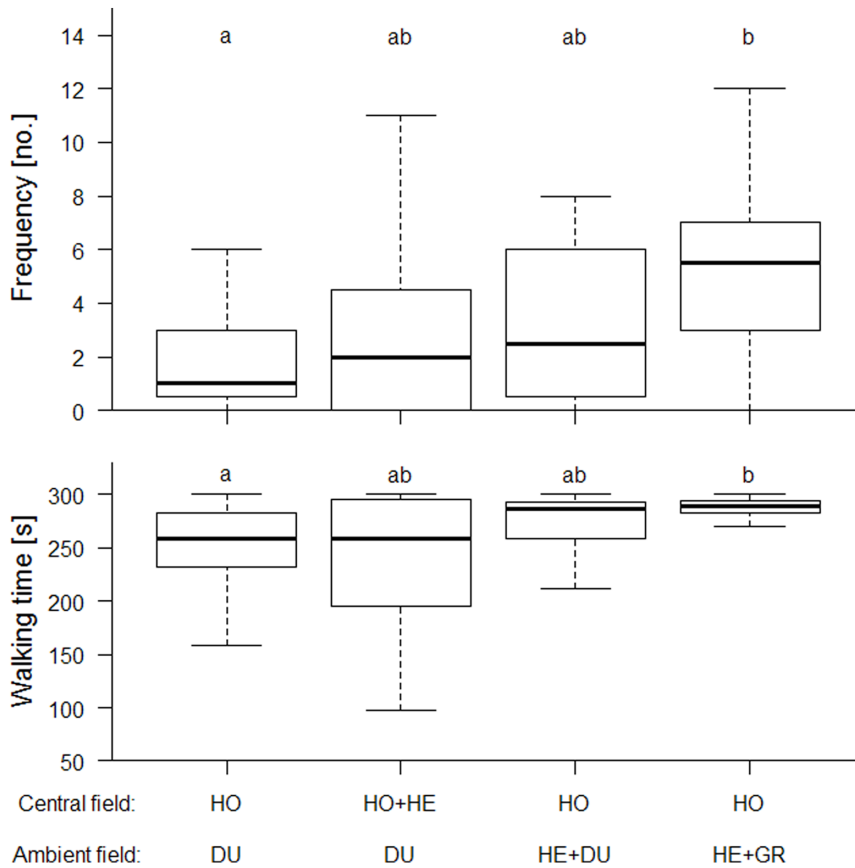 14 a ab ab b
12
10
8
6
4
2
0
Frequency [no.]
300 a ab ab b
250
200
150
100
50
Walking time [s]
Central field: HO HO+HE HO HO
Ambient field: DU DU HE+DU HE+GR